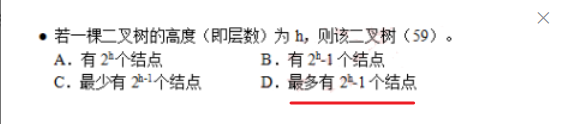 ● 若一棵二叉树的高度（即层数）为 h，则该二叉树（59）。
A．有 2ʰ个结点 B．有 2ʰ-1 个结点
C．最少有 2ʰ⁻¹个结点 D．最多有 2ʰ-1 个结点